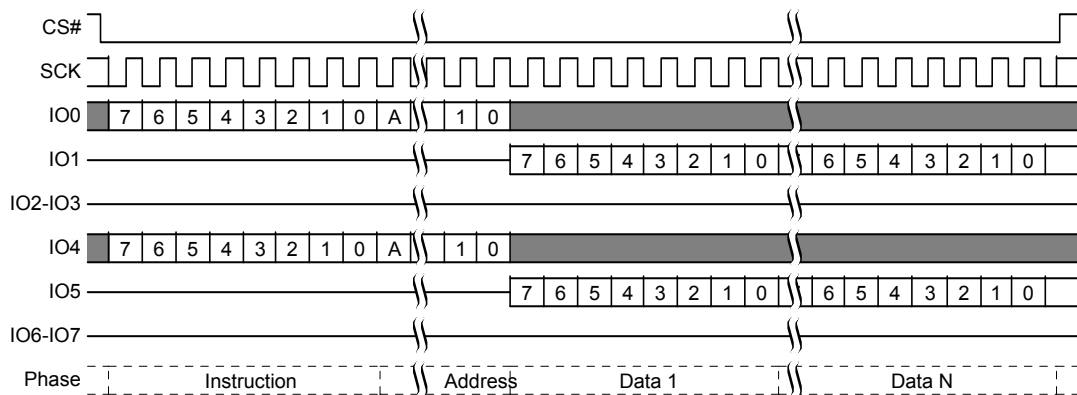 CS#
SCK
IO0 7 6 5 4 3 2 1 0 A 1 0
IO1 7 6 5 4 3 2 1 0 6 5 4 3 2 1 0
IO2-IO3
IO4 7 6 5 4 3 2 1 0 A 1 0
IO5 7 6 5 4 3 2 1 0 6 5 4 3 2 1 0
IO6-IO7
Phase Instruction Address Data 1 Data N